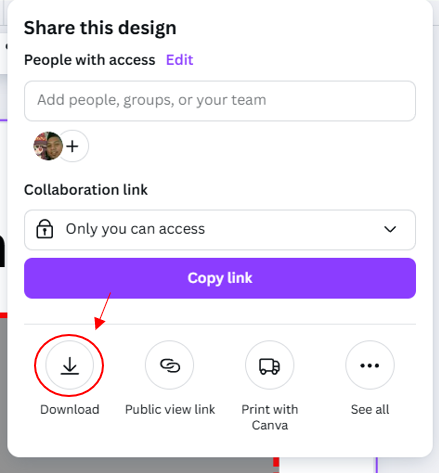 Share this design
People with access Edit
Add people, groups, or your team
Collaboration link
Only you can access
Copy link
Download
Public view link
Print with
Canva
See all